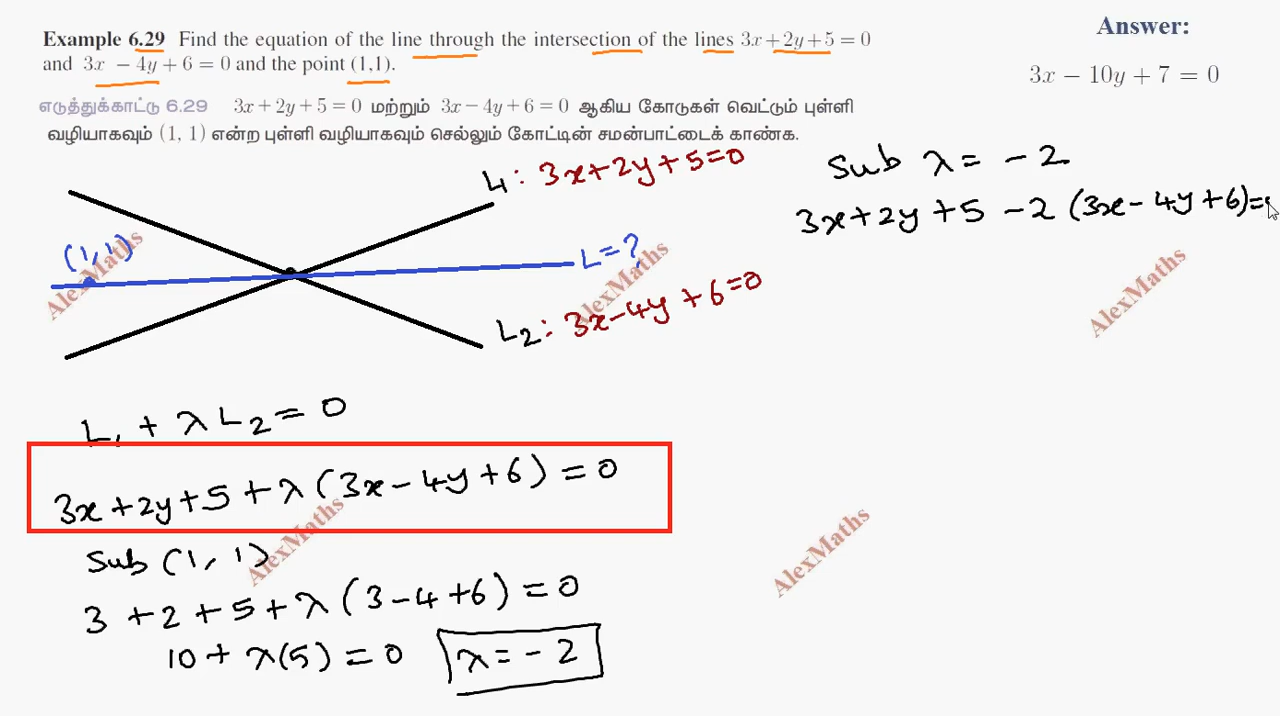 Example 6.29 Find the equation of the line through the intersection of the lines 3x+2y+5=0
and 3x −4y+6=0 and the point (1,1).
எடுத்துக்காட்டு 6.29 3x+2y+5=0 மற்றும் 3x−4y+6=0 ஆகிய கோடுகள் வெட்டும் புள்ளி
வழியாகவும் (1, 1) என்ற புள்ளி வழியாகவும் செல்லும் கோட்டின் சமன்பாட்டைக் காண்க.
Answer:
3x − 10y + 7 = 0
L₁: 3x+2y+5=0
(1,1)
L=?
L₂: 3x−4y+6=0
L₁ + λL₂ = 0
3x+2y+5+λ(3x−4y+6)=0
Sub (1,1)
3+2+5+λ(3−4+6)=0
10+λ(5)=0 λ=−2
Sub λ=−2
3x+2y+5−2(3x−4y+6)=
AlexMaths
AlexMaths
AlexMaths
AlexMaths
AlexMaths